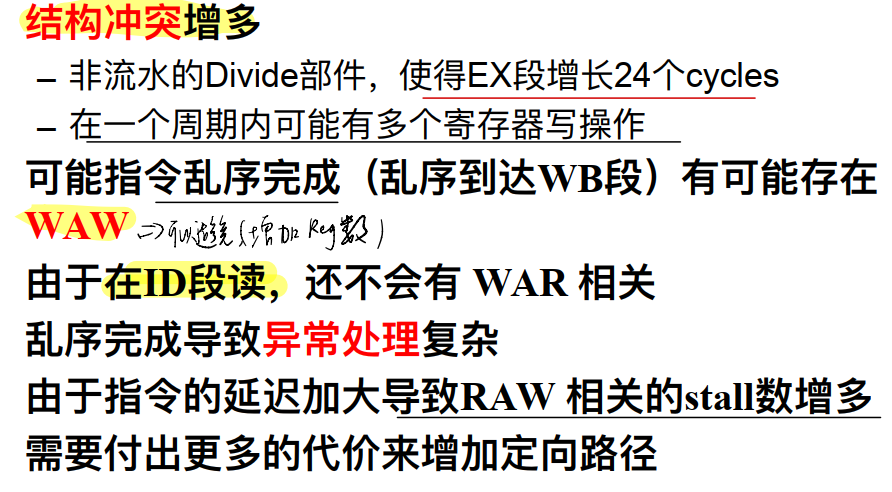 结构冲突增多
– 非流水的Divide部件，使得EX段增长24个cycles
– 在一个周期内可能有多个寄存器写操作
可能指令乱序完成（乱序到达WB段）有可能存在
WAW ⇒可以避免(增加Reg数)
由于在ID段读，还不会有 WAR 相关
乱序完成导致异常处理复杂
由于指令的延迟加大导致RAW 相关的stall数增多
需要付出更多的代价来增加定向路径